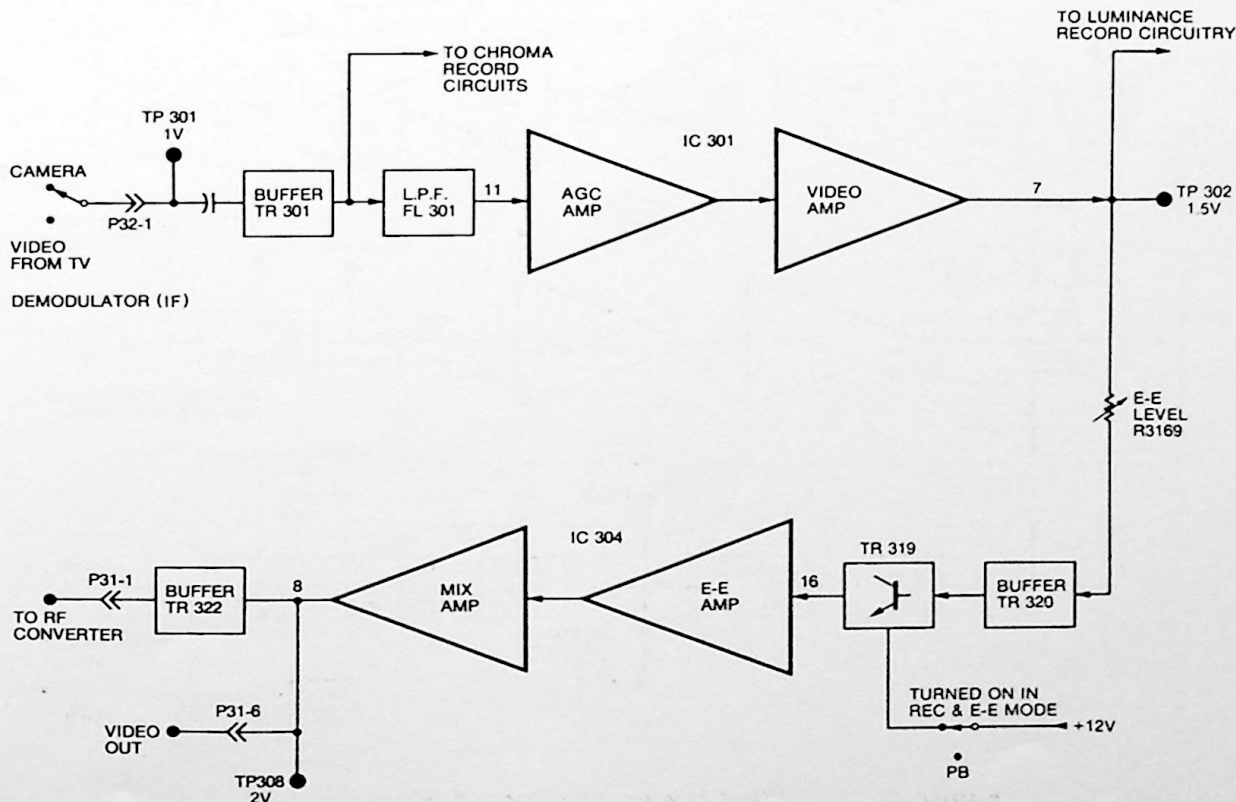 TO LUMINANCE
RECORD CIRCUITRY
TO CHROMA
RECORD
CIRCUITS
TP 301
1V
IC 301
CAMERA
P32-1
BUFFER
TR 301
L.P.F.
FL 301
11
AGC
AMP
VIDEO
AMP
7
TP 302
1.5V
VIDEO
FROM TV
DEMODULATOR (IF)
E-E
LEVEL
R3169
IC 304
TR 319
P31-1
TO RF
CONVERTER
BUFFER
TR 322
8
MIX
AMP
E-E
AMP
16
BUFFER
TR 320
TURNED ON IN
REC & E-E MODE
+12V
PB
P31-6
VIDEO
OUT
TP308
2V